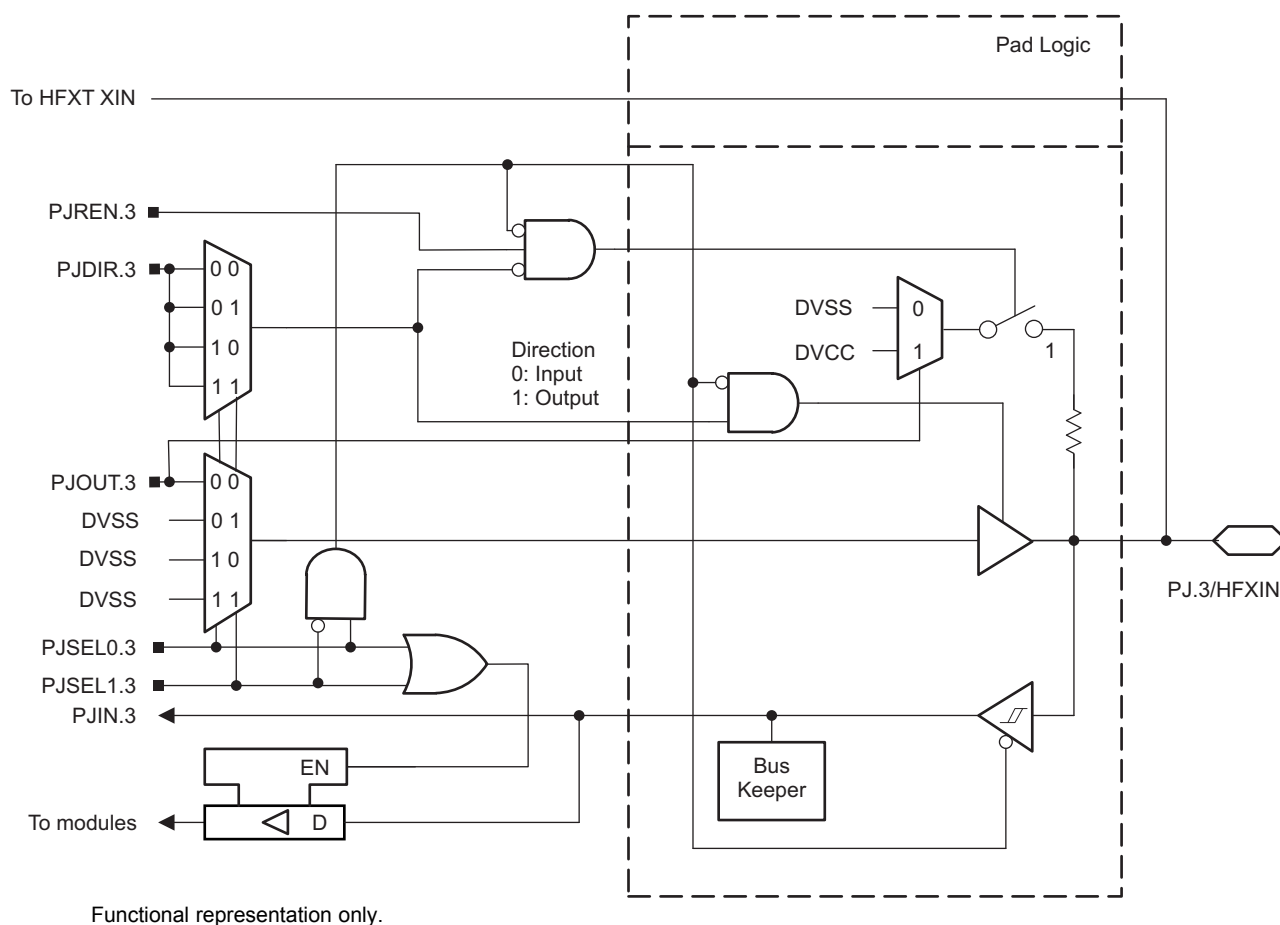 Pad Logic
To HFXT XIN
PJREN.3
PJDIR.3
0 0
0 1
1 0
1 1
Direction
0: Input
1: Output
DVSS
0
DVCC
1
1
PJOUT.3
0 0
DVSS
0 1
DVSS
1 0
DVSS
1 1
PJ.3/HFXIN
PJSEL0.3
PJSEL1.3
PJIN.3
EN
Bus
Keeper
To modules
D
Functional representation only.